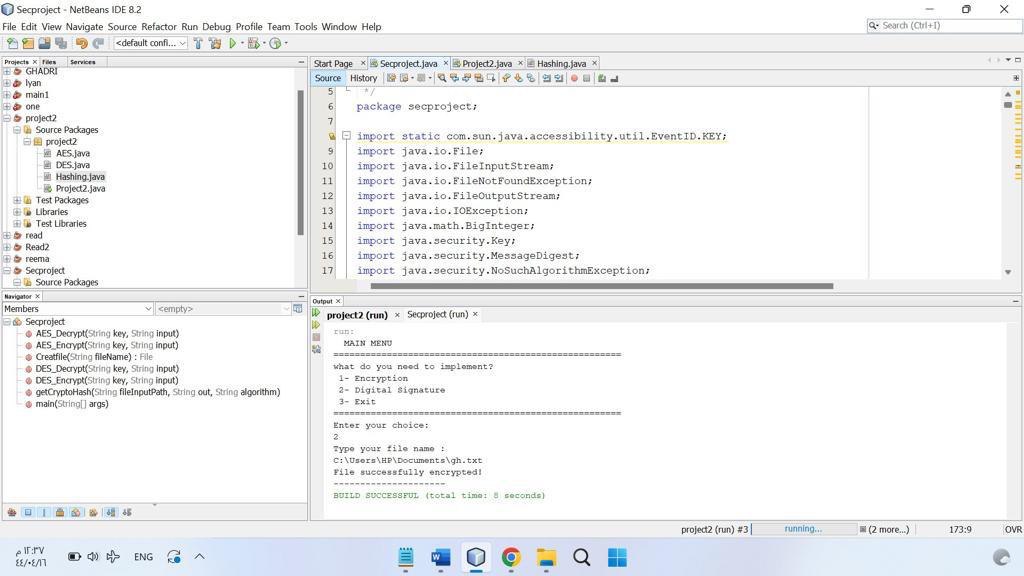 Secproject - NetBeans IDE 8.2
File Edit View Navigate Source Refactor Run Debug Profile Team Tools Window Help
Search (Ctrl+I)
<default confi...
Projects Files Services
GHADRI
lyan
main1
one
project2
Source Packages
project2
AES.java
DES.java
Hashing.java
Project2.java
Test Packages
Libraries
Test Libraries
read
Read2
reema
Secproject
Source Packages
Start Page Secproject.java Project2.java Hashing.java
Source History
5 */
6 package secproject;
7
import static com.sun.java.accessibility.util.EventID.KEY;
9 import java.io.File;
10 import java.io.FileInputStream;
11 import java.io.FileNotFoundException;
12 import java.io.FileOutputStream;
13 import java.io.IOException;
14 import java.math.BigInteger;
15 import java.security.Key;
16 import java.security.MessageDigest;
17 import java.security.NoSuchAlgorithmException;
Navigator
Members <empty>
Secproject
AES_Decrypt(String key, String input)
AES_Encrypt(String key, String input)
Creatfile(String fileName) : File
DES_Decrypt(String key, String input)
DES_Encrypt(String key, String input)
getCryptoHash(String fileInputPath, String out, String algorithm)
main(String[] args)
Output
project2 (run) Secproject (run)
run:
MAIN MENU
=====================================================
what do you need to implement?
1- Encryption
2- Digital Signature
3- Exit
=====================================================
Enter your choice:
2
Type your file name :
C:\Users\HP\Documents\gh.txt
File successfully encrypted!
---------------------
BUILD SUCCESSFUL (total time: 8 seconds)
project2 (run) #3 running... (2 more...) 173:9 OVR
١٢:٣٧ م
٤٤/٠٤/١٦
ENG